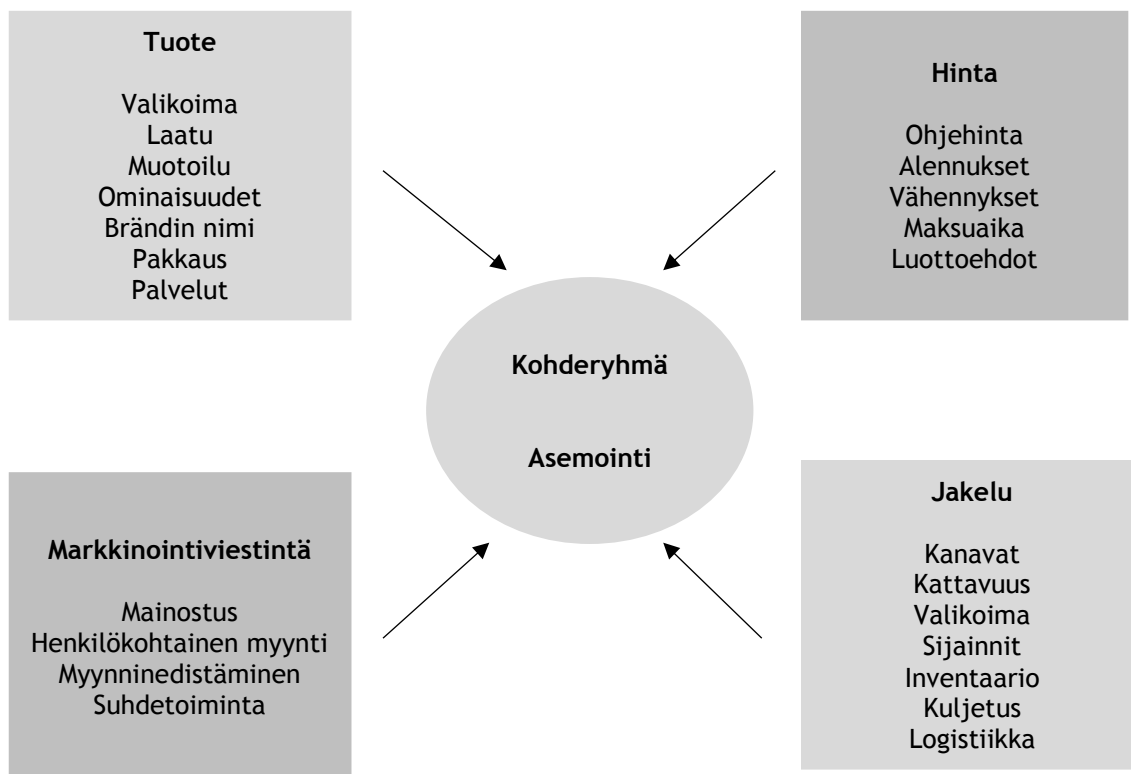 Tuote
Valikoima
Laatu
Muotoilu
Ominaisuudet
Brändin nimi
Pakkaus
Palvelut
Hinta
Ohjehinta
Alennukset
Vähennykset
Maksuaika
Luottoehdot
Kohderyhmä
Asemointi
Markkinointiviestintä
Mainostus
Henkilökohtainen myynti
Myynninedistäminen
Suhdetoiminta
Jakelu
Kanavat
Kattavuus
Valikoima
Sijainnit
Inventaario
Kuljetus
Logistiikka